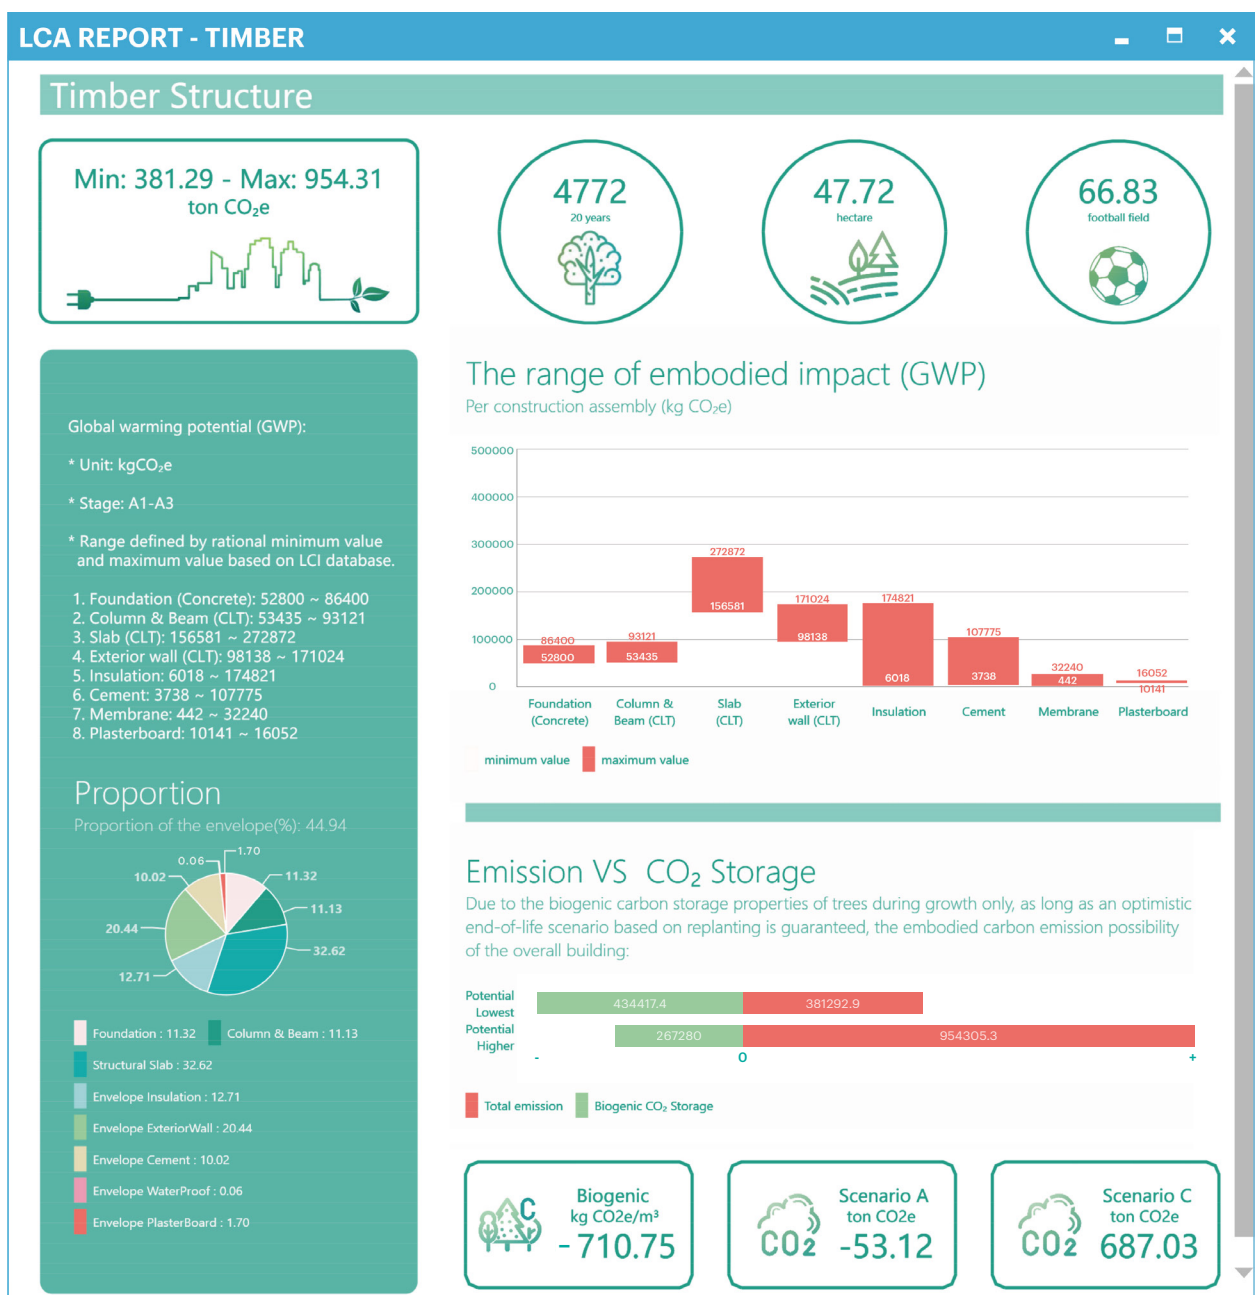 LCA REPORT - TIMBER
Timber Structure
Min: 381.29 - Max: 954.31
ton CO₂e
4772
20 years
47.72
hectare
66.83
football field
Global warming potential (GWP):
* Unit: kgCO₂e
* Stage: A1-A3
* Range defined by rational minimum value
and maximum value based on LCI database.
1. Foundation (Concrete): 52800 ~ 86400
2. Column & Beam (CLT): 53435 ~ 93121
3. Slab (CLT): 156581 ~ 272872
4. Exterior wall (CLT): 98138 ~ 171024
5. Insulation: 6018 ~ 174821
6. Cement: 3738 ~ 107775
7. Membrane: 442 ~ 32240
8. Plasterboard: 10141 ~ 16052
Proportion
Proportion of the envelope(%): 44.94
1.70
0.06
10.02
11.32
11.13
20.44
32.62
12.71
Foundation : 11.32 Column & Beam : 11.13
Structural Slab : 32.62
Envelope Insulation : 12.71
Envelope ExteriorWall : 20.44
Envelope Cement : 10.02
Envelope WaterProof : 0.06
Envelope PlasterBoard : 1.70
The range of embodied impact (GWP)
Per construction assembly (kg CO₂e)
500000
400000
300000
200000
100000
0
86400
52800
93121
53435
272872
156581
171024
98138
174821
6018
107775
3738
32240
442
16052
10141
Foundation
(Concrete)
Column &
Beam (CLT)
Slab
(CLT)
Exterior
wall (CLT)
Insulation
Cement
Membrane
Plasterboard
minimum value maximum value
Emission VS CO₂ Storage
Due to the biogenic carbon storage properties of trees during growth only, as long as an optimistic
end-of-life scenario based on replanting is guaranteed, the embodied carbon emission possibility
of the overall building:
Potential
Lowest
434417.4 381292.9
Potential
Higher
267280 954305.3
- 0 +
Total emission Biogenic CO₂ Storage
C
Biogenic
kg CO2e/m³
-710.75
CO2
Scenario A
ton CO2e
-53.12
CO2
Scenario C
ton CO2e
687.03